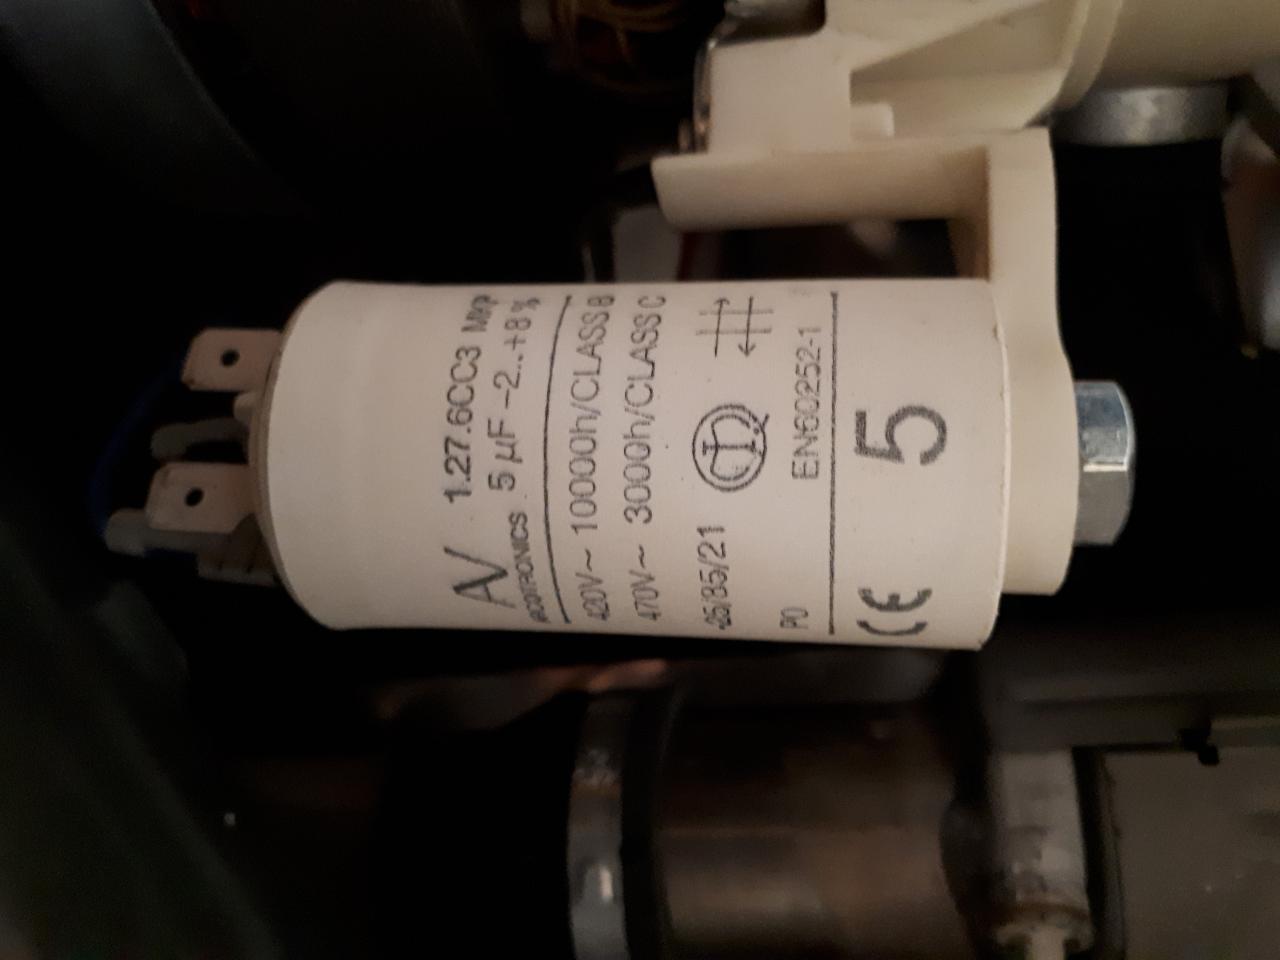 AV 1.27.6CC3 MKP
ARCOTRONICS 5 µF -2..+8%
420V~ 10000h/CLASS B
470V~ 3000h/CLASS C
25/85/21
P0 EN60252-1
CE 5